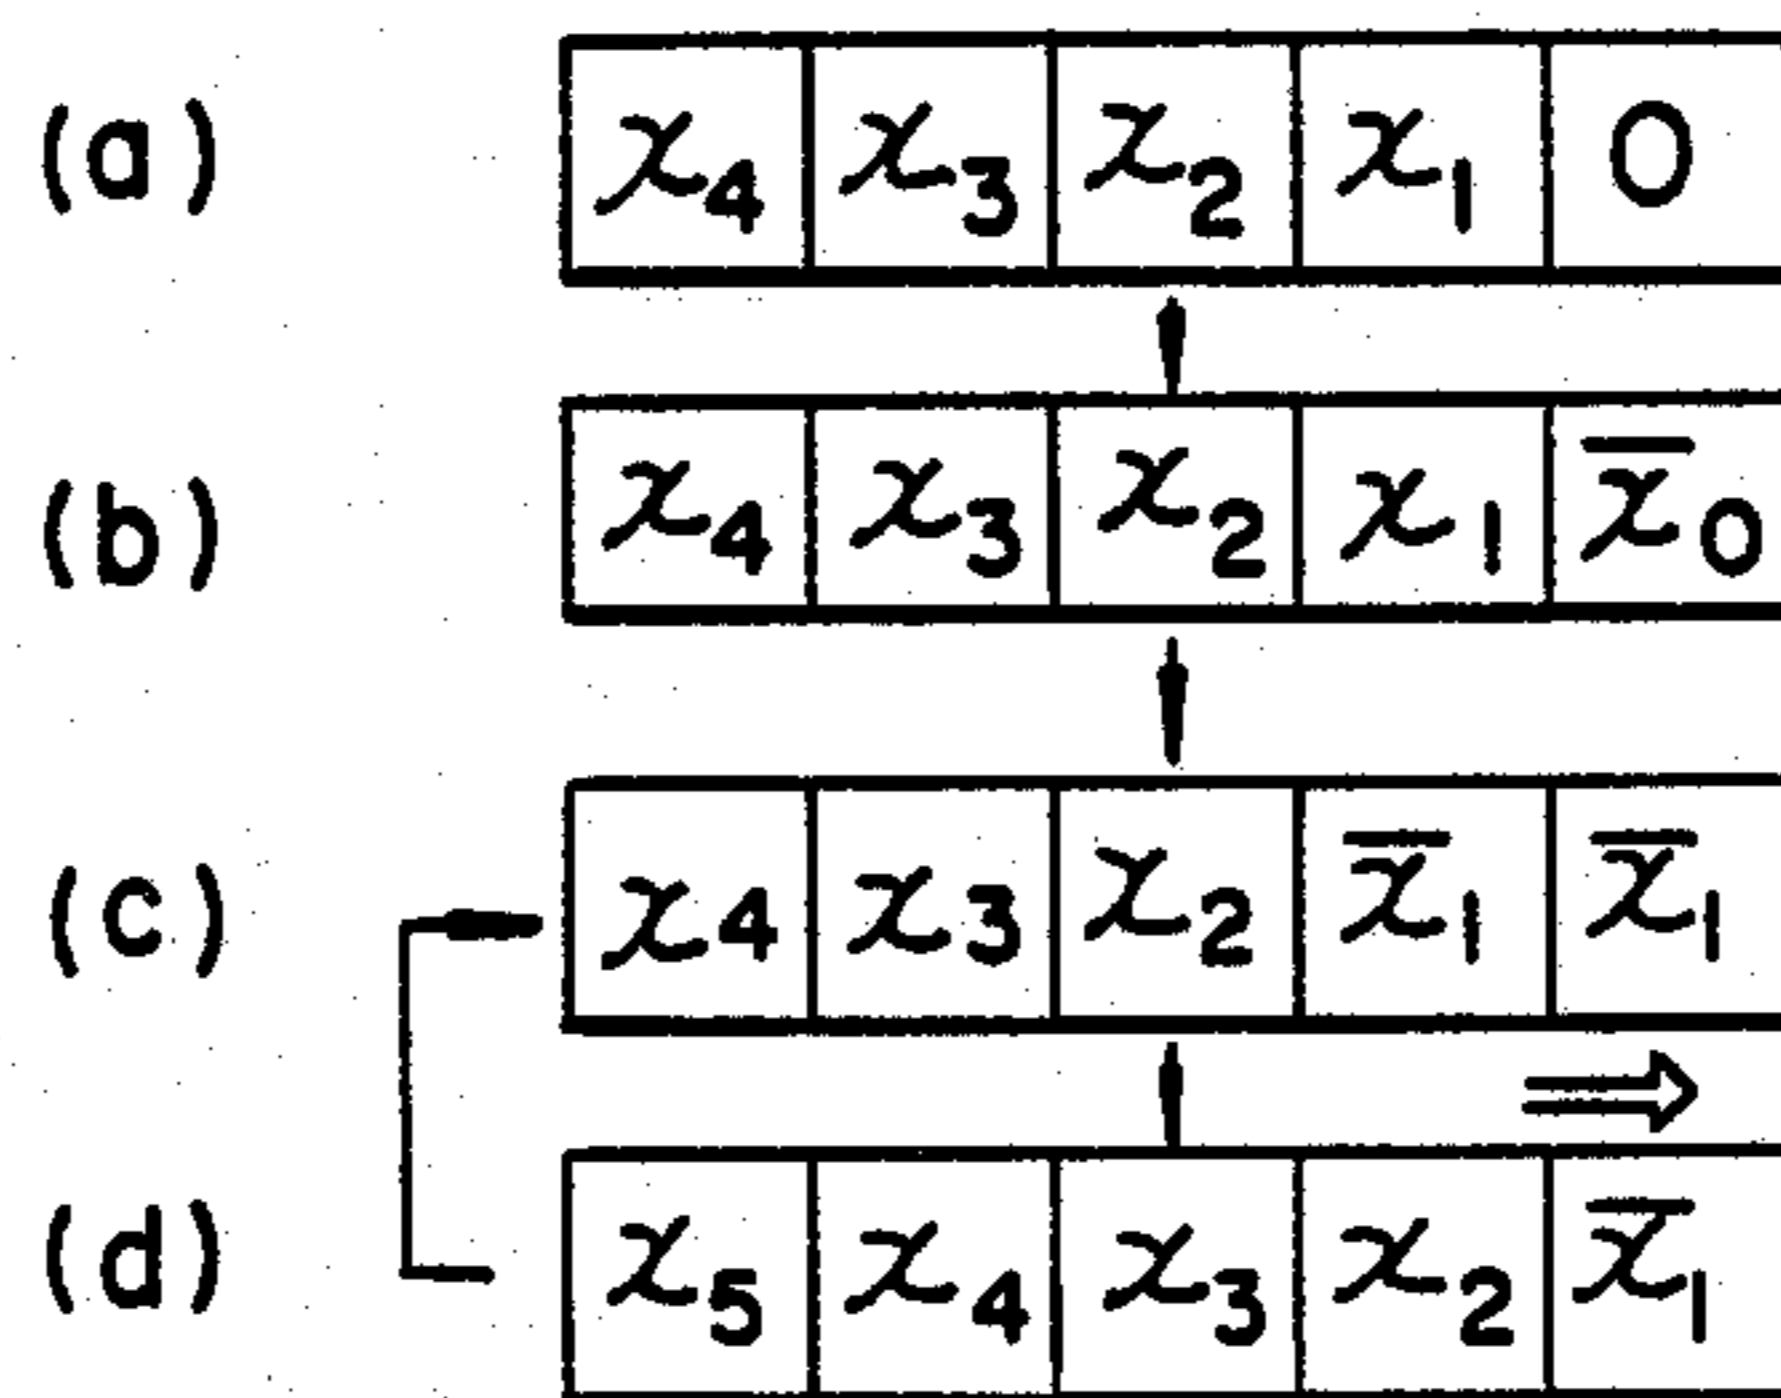 (a) x₄ x₃ x₂ x₁ 0
(b) x₄ x₃ x₂ x₁ x̅₀
(c) x₄ x₃ x₂ x̅₁ x̅₁
(d) x₅ x₄ x₃ x₂ x̅₁